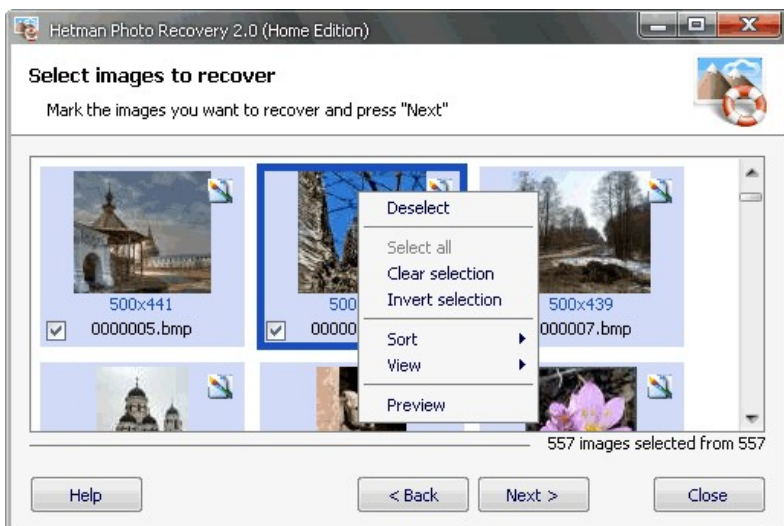 Hetman Photo Recovery 2.0 (Home Edition)
Select images to recover
Mark the images you want to recover and press "Next"
500x441
0000005.bmp
500
00000
500x439
000007.bmp
Deselect
Select all
Clear selection
Invert selection
Sort
View
Preview
557 images selected from 557
Help
< Back
Next >
Close